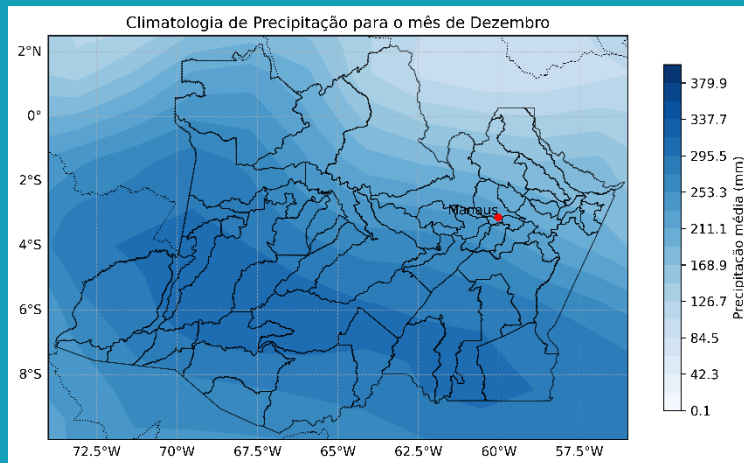 Climatologia de Precipitação para o mês de Dezembro
2°N
0°
2°S
4°S
6°S
8°S
Manaus
72.5°W 70°W 67.5°W 65°W 62.5°W 60°W 57.5°W
379.9
337.7
295.5
253.3
211.1
168.9
126.7
84.5
42.3
0.1
Precipitação média (mm)